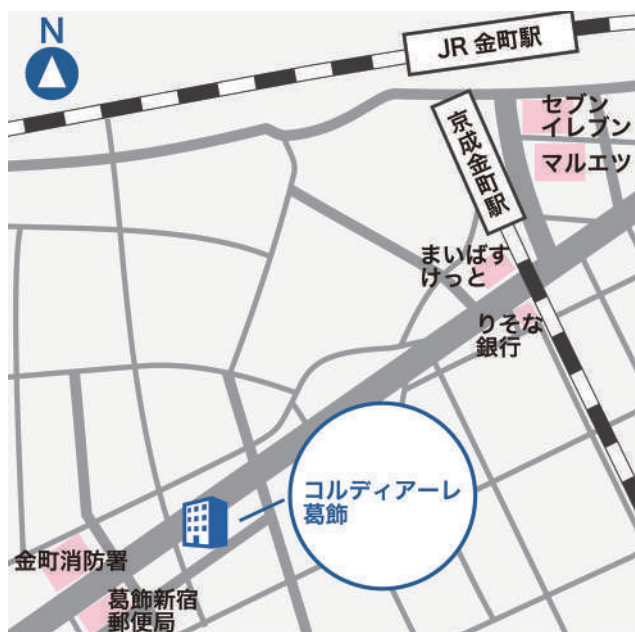 N
JR 金町駅
京成金町駅
セブン
イレブン
マルエツ
まいばす
けっと
りそな
銀行
コルディアーレ
葛飾
金町消防署
葛飾新宿
郵便局